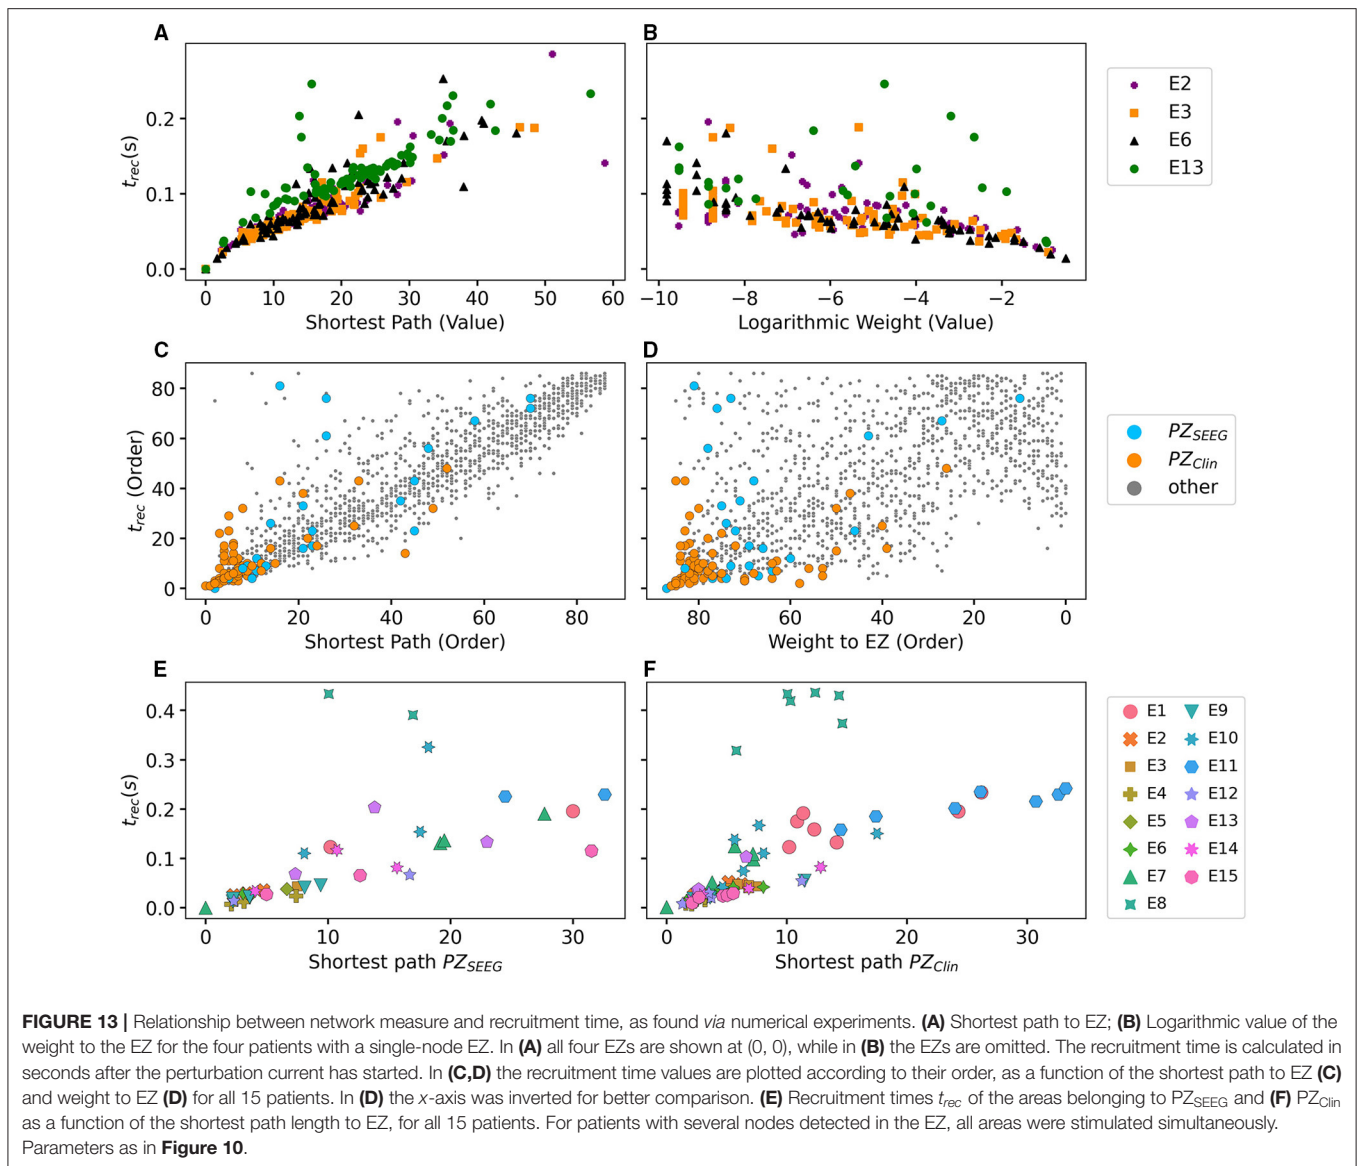 A
B
0.2
0.1
0.0
t_rec(s)
0 10 20 30 40 50 60
Shortest Path (Value)
−10 −8 −6 −4 −2
Logarithmic Weight (Value)
E2
E3
E6
E13
C
D
80
60
40
20
0
t_rec (Order)
0 20 40 60 80
Shortest Path (Order)
80 60 40 20 0
Weight to EZ (Order)
PZ_SEEG
PZ_Clin
other
E
F
0.4
0.3
0.2
0.1
0.0
t_rec(s)
0 10 20 30
Shortest path PZ_SEEG
0 10 20 30
Shortest path PZ_Clin
E1 E9
E2 E10
E3 E11
E4 E12
E5 E13
E6 E14
E7 E15
E8
FIGURE 13 | Relationship between network measure and recruitment time, as found via numerical experiments. (A) Shortest path to EZ; (B) Logarithmic value of the
weight to the EZ for the four patients with a single-node EZ. In (A) all four EZs are shown at (0, 0), while in (B) the EZs are omitted. The recruitment time is calculated in
seconds after the perturbation current has started. In (C,D) the recruitment time values are plotted according to their order, as a function of the shortest path to EZ (C)
and weight to EZ (D) for all 15 patients. In (D) the x-axis was inverted for better comparison. (E) Recruitment times t_rec of the areas belonging to PZ_SEEG and (F) PZ_Clin
as a function of the shortest path length to EZ, for all 15 patients. For patients with several nodes detected in the EZ, all areas were stimulated simultaneously.
Parameters as in Figure 10.